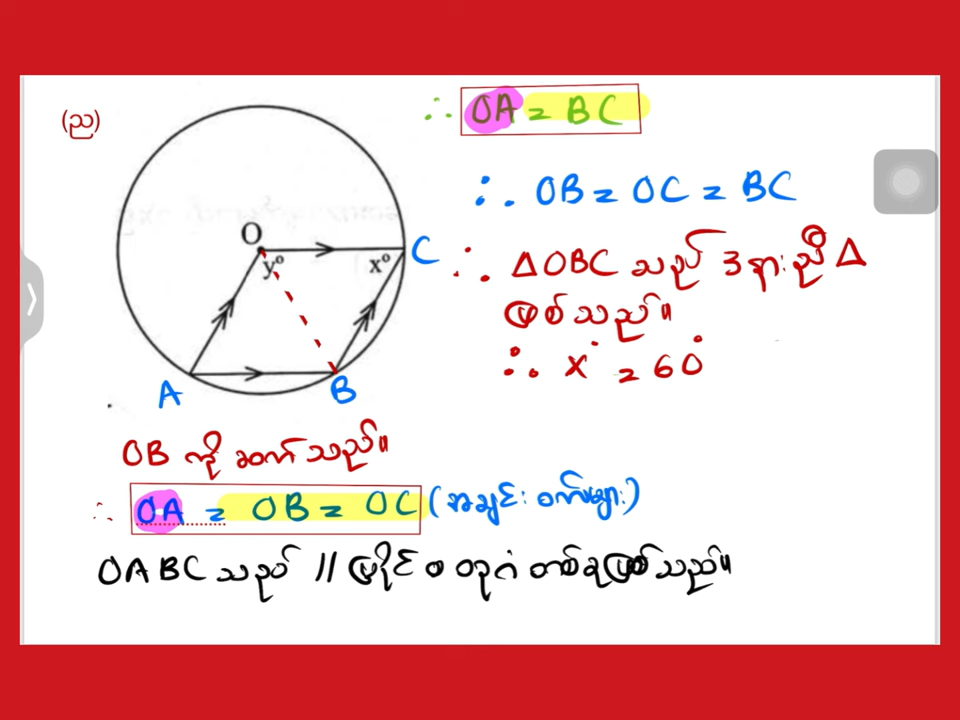 (ည)
∴ OA = BC
∴ OB = OC = BC
∴ Δ OBC သည် 3 နားညီ Δ
ဖြစ်သည်။
∴ x° = 60°
O
y°
x°
C
A
B
OB ကို ဆက်သည်။
∴ OA = OB = OC (အချင်းဝက်များ)
OABC သည် // မြှိုင်စတုဂံ တစ်ခုဖြစ်သည်။